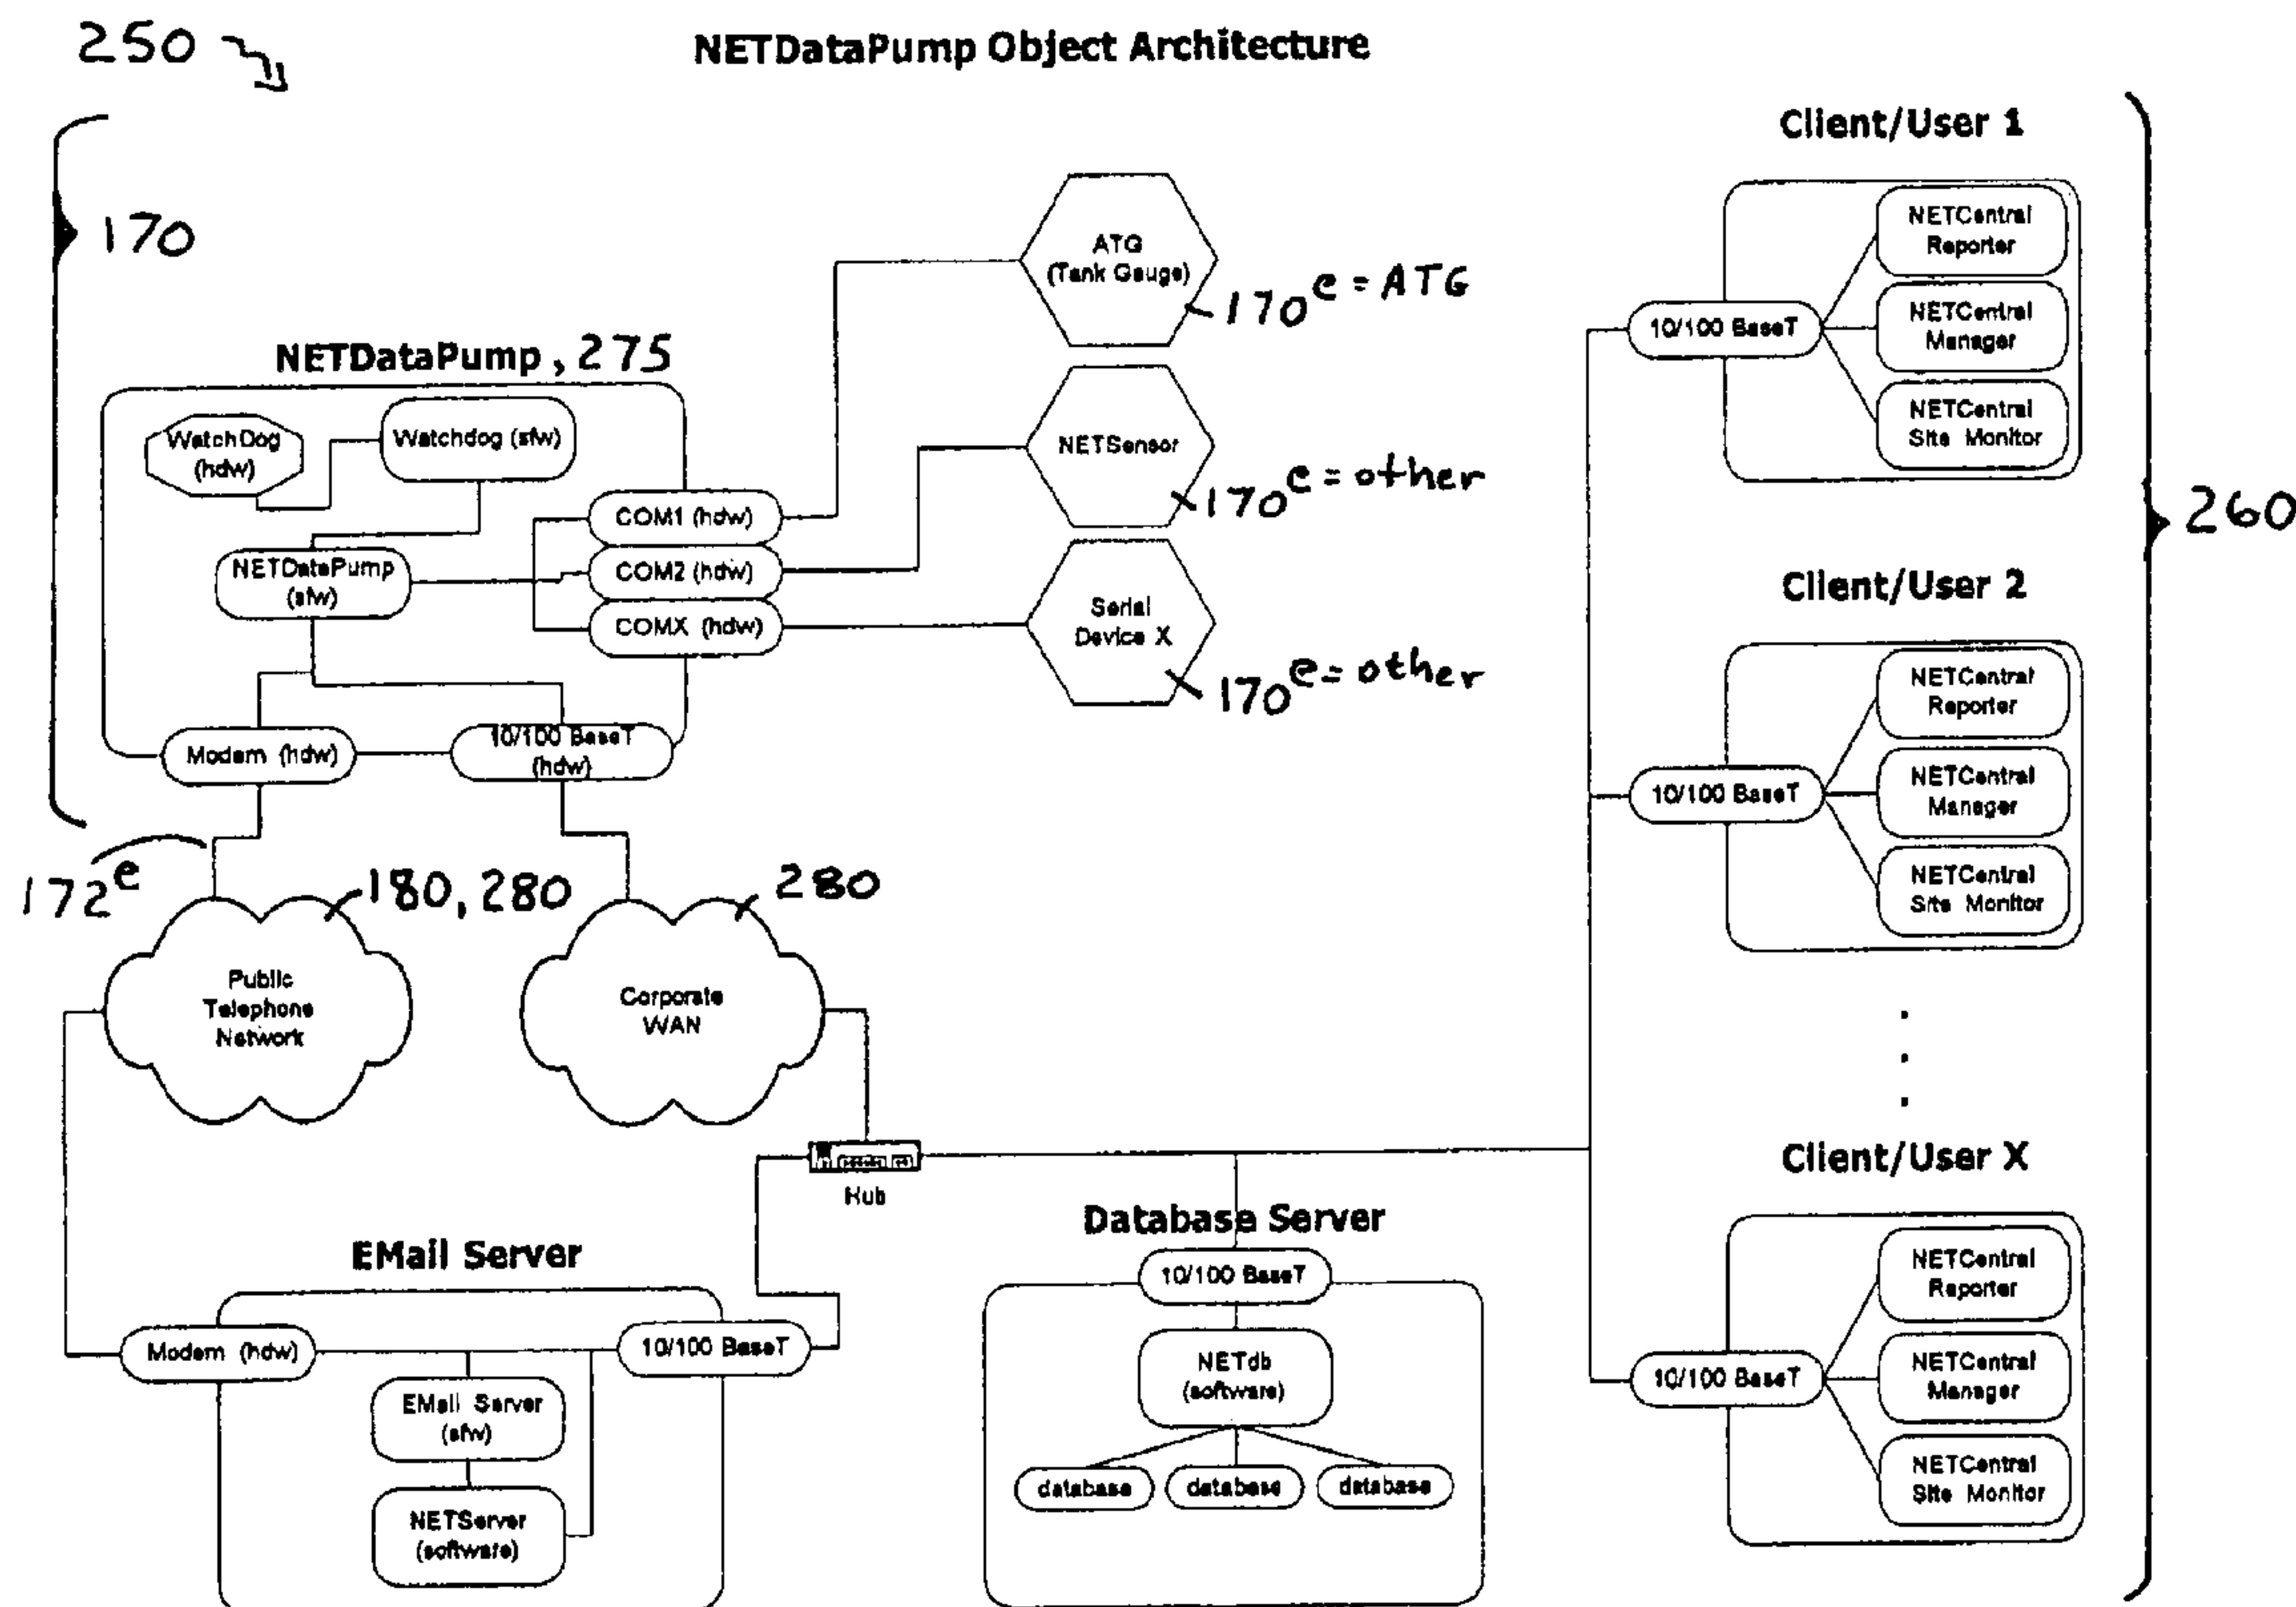 250
NETDataPump Object Architecture
170
NETDataPump, 275
WatchDog
(hdw)
Watchdog (sfw)
NETDataPump
(sfw)
COM1 (hdw)
COM2 (hdw)
COMX (hdw)
Modem (hdw)
10/100 BaseT
(hdw)
ATG
(Tank Gauge)
170e = ATG
NETSensor
170e = other
Serial
Device X
170e = other
172e
180, 280
280
Public
Telephone
Network
Corporate
WAN
Hub
EMail Server
Modem (hdw)
10/100 BaseT
EMail Server
(sfw)
NETServer
(software)
Database Server
10/100 BaseT
NETdb
(software)
database
database
database
Client/User 1
10/100 BaseT
NETCentral
Reporter
NETCentral
Manager
NETCentral
Site Monitor
260
Client/User 2
10/100 BaseT
NETCentral
Reporter
NETCentral
Manager
NETCentral
Site Monitor
Client/User X
10/100 BaseT
NETCentral
Reporter
NETCentral
Manager
NETCentral
Site Monitor